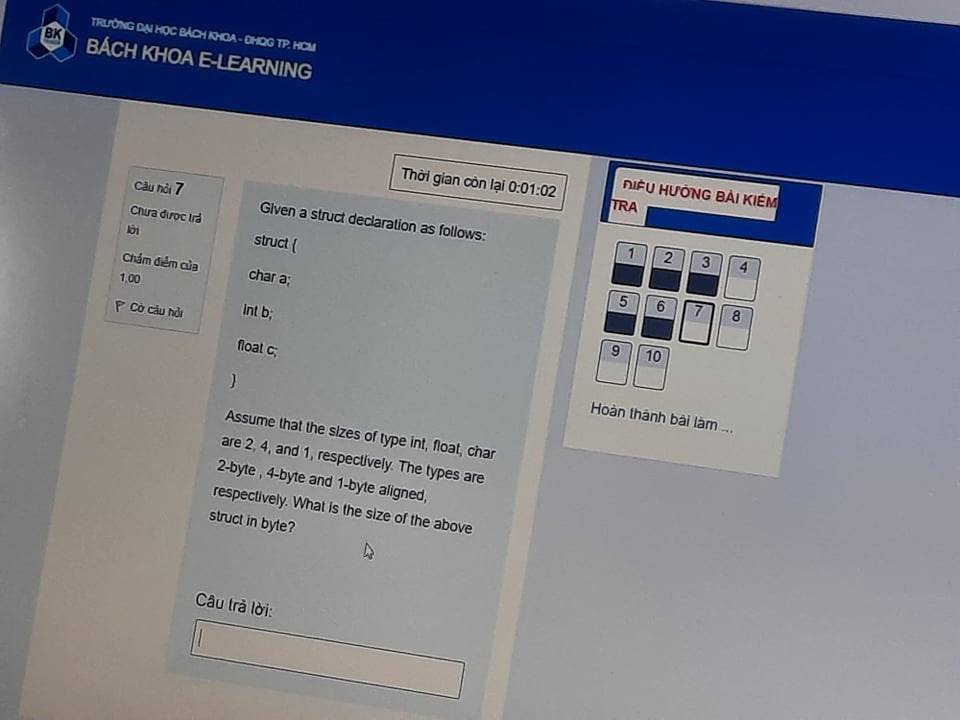 BK
TRƯỜNG ĐẠI HỌC BÁCH KHOA - ĐHQG TP. HCM
BÁCH KHOA E-LEARNING
Câu hỏi 7
Chưa được trả
lời
Chấm điểm của
1,00
Cờ câu hỏi
Thời gian còn lại 0:01:02
Given a struct declaration as follows:
struct {
char a;
int b;
float c;
}
Assume that the sizes of type int, float, char
are 2, 4, and 1, respectively. The types are
2-byte , 4-byte and 1-byte aligned,
respectively. What is the size of the above
struct in byte?
Câu trả lời:
ĐIỀU HƯỚNG BÀI KIỂM
TRA
1 2 3 4
5 6 7 8
9 10
Hoàn thành bài làm ...